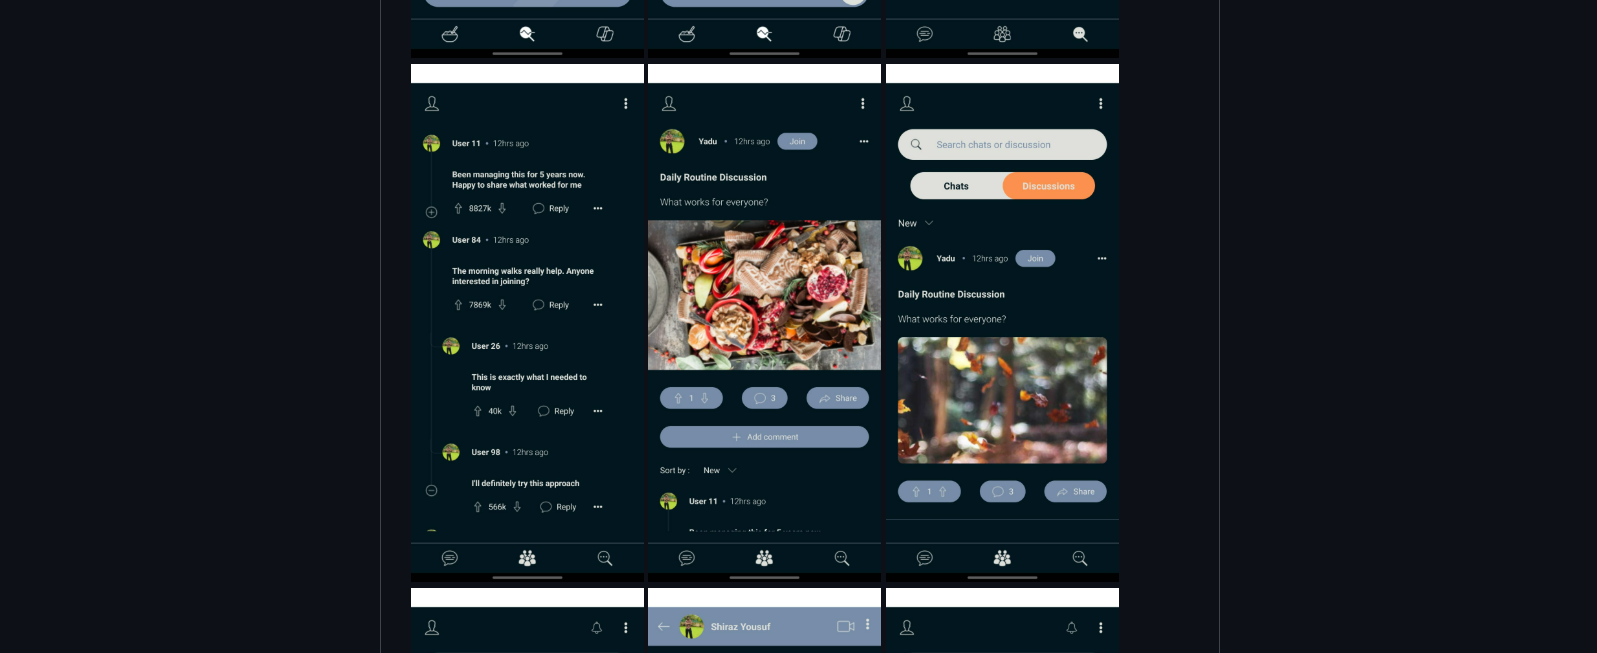 User 11 • 12hrs ago
Been managing this for 5 years now.
Happy to share what worked for me
8827k Reply
User 84 • 12hrs ago
The morning walks really help. Anyone
interested in joining?
7869k Reply
User 26 • 12hrs ago
This is exactly what I needed to
know
40k Reply
User 98 • 12hrs ago
I'll definitely try this approach
566k Reply
Yadu • 12hrs ago Join
Daily Routine Discussion
What works for everyone?
1 3 Share
+ Add comment
Sort by : New
User 11 • 12hrs ago
Search chats or discussion
Chats Discussions
New
Yadu • 12hrs ago Join
Daily Routine Discussion
What works for everyone?
1 3 Share
Shiraz Yousuf